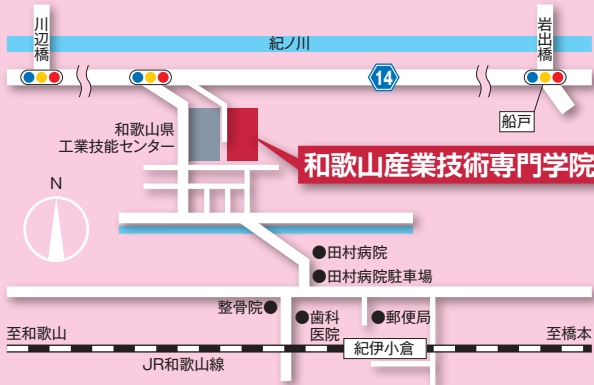 川辺橋
岩出橋
紀ノ川
14
船戸
和歌山県
工業技能センター
和歌山産業技術専門学院
N
●田村病院
●田村病院駐車場
整骨院●
●歯科
医院
●郵便局
至和歌山
紀伊小倉
至橋本
JR和歌山線